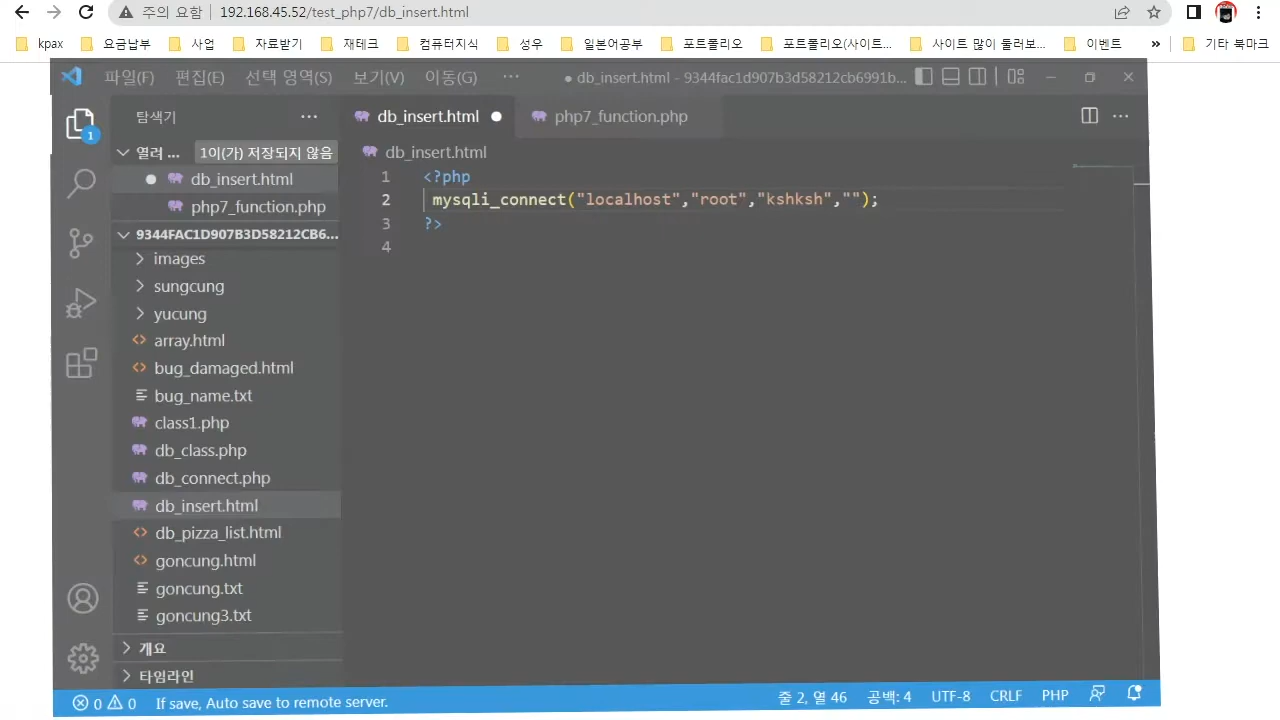 주의 요함 192.168.45.52/test_php7/db_insert.html
kpax 요금납부 사업 자료받기 재테크 컴퓨터지식 성우 일본어공부 포트폴리오 포트폴리오(사이트... 사이트 많이 둘러보... 이벤트 » 기타 북마크
파일(F) 편집(E) 선택 영역(S) 보기(V) 이동(G) ··· ● db_insert.html - 9344fac1d907b3d58212cb6991b...
탐색기 ···
db_insert.html php7_function.php ···
열려 ... 1이(가) 저장되지 않음
db_insert.html
1
db_insert.html
php7_function.php
9344FAC1D907B3D58212CB6...
images
sungcung
yucung
array.html
bug_damaged.html
bug_name.txt
class1.php
db_class.php
db_connect.php
db_insert.html
db_pizza_list.html
goncung.html
goncung.txt
goncung3.txt
개요
타임라인
1 <?php
2 mysqli_connect("localhost","root","kshksh","");
3 ?>
4
0 0 If save, Auto save to remote server. 줄 2, 열 46 공백: 4 UTF-8 CRLF PHP